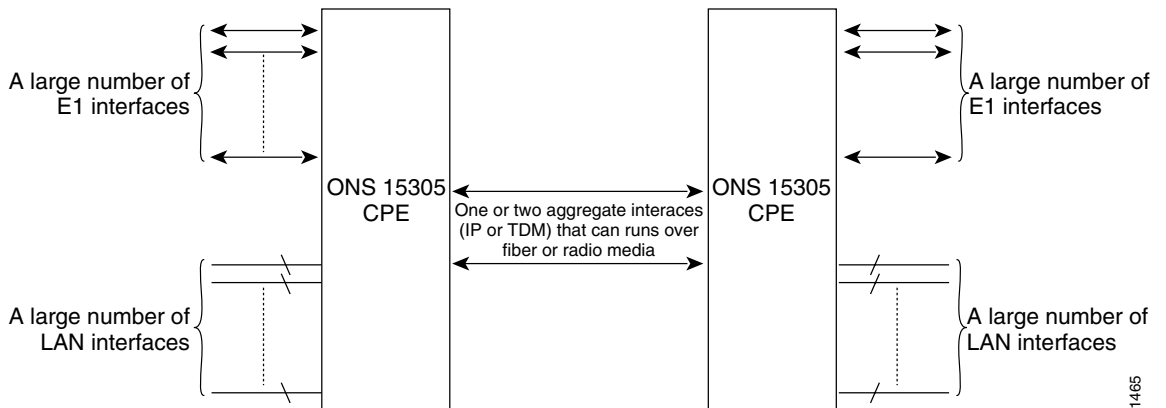 A large number of
E1 interfaces
A large number of
LAN interfaces
ONS 15305
CPE
One or two aggregate interaces
(IP or TDM) that can runs over
fiber or radio media
ONS 15305
CPE
A large number of
E1 interfaces
A large number of
LAN interfaces
1465